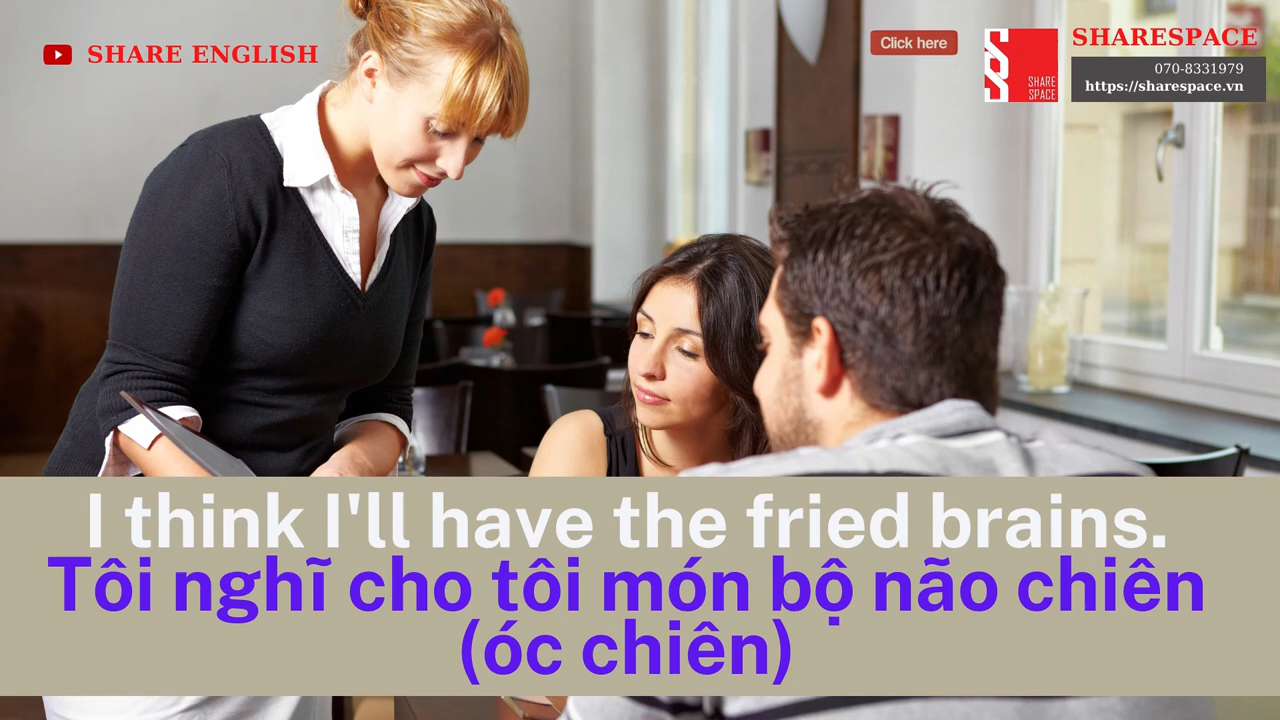 SHARE ENGLISH
Click here
SHARE
SPACE
SHARESPACE
070-8331979
https://sharespace.vn
I think I'll have the fried brains.
Tôi nghĩ cho tôi món bộ não chiên
(óc chiên)